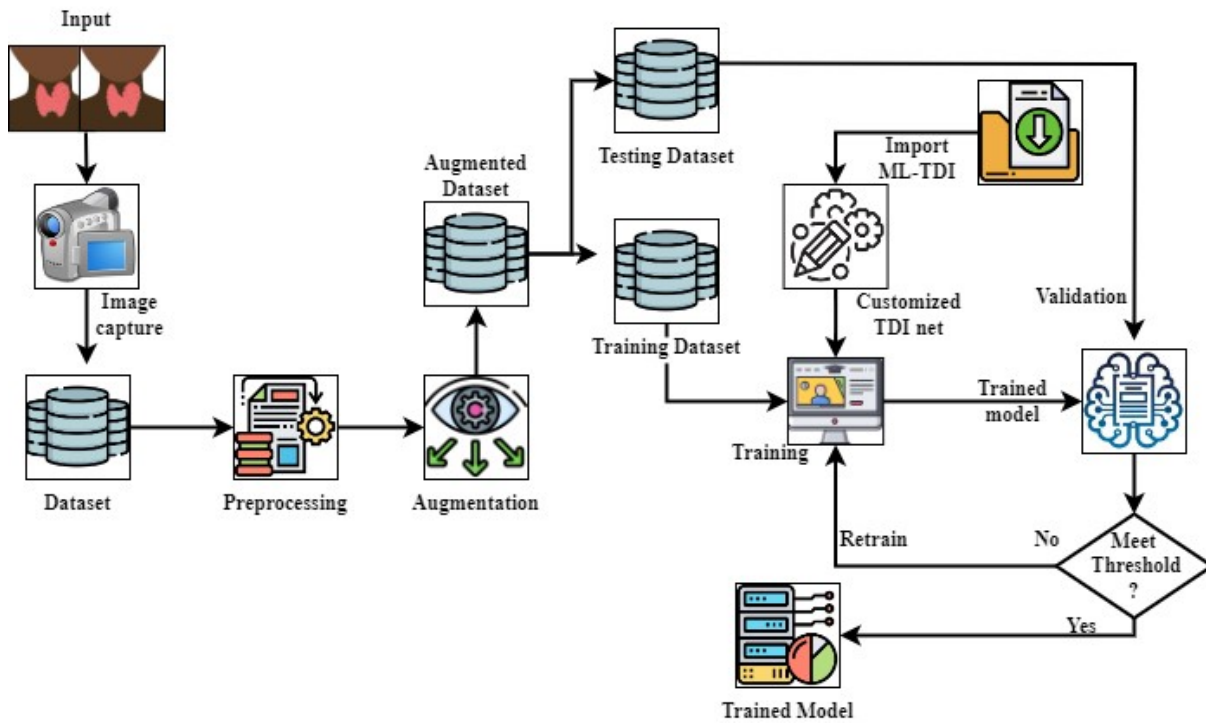 Input
Image
capture
Dataset
Preprocessing
Augmentation
Augmented
Dataset
Testing Dataset
Training Dataset
Import
ML-TDI
Customized
TDI net
Training
Trained
model
Validation
Meet
Threshold
?
No
Retrain
Yes
Trained Model